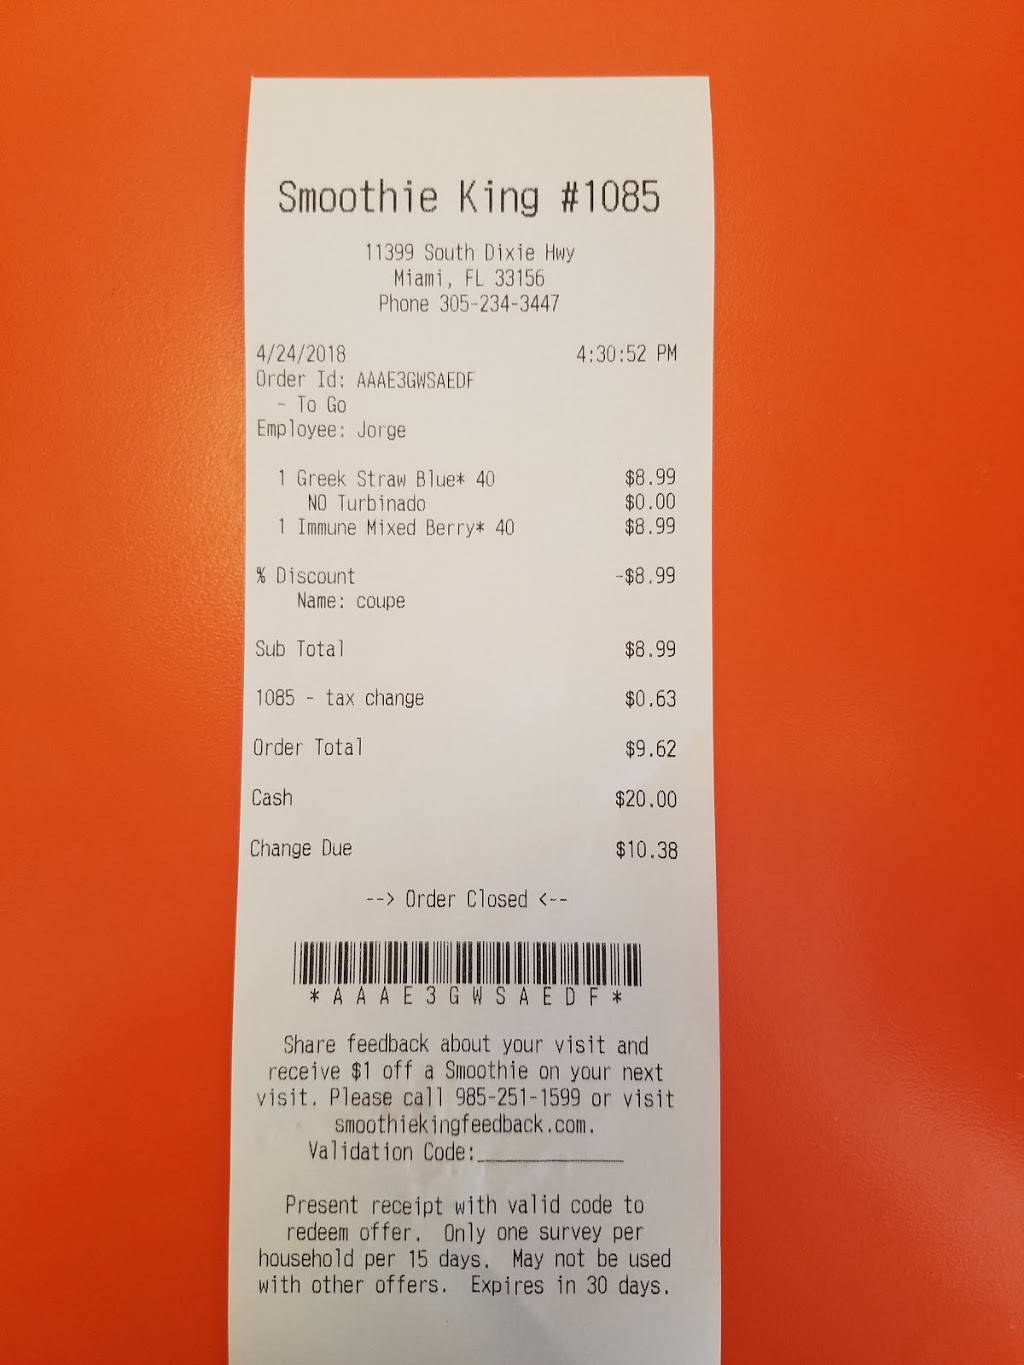 Smoothie King #1085
11399 South Dixie Hwy
Miami, FL 33156
Phone 305-234-3447
4/24/2018 4:30:52 PM
Order Id: AAAE3GWSAEDF
- To Go
Employee: Jorge
1 Greek Straw Blue* 40 $8.99
NO Turbinado $0.00
1 Immune Mixed Berry* 40 $8.99
% Discount -$8.99
Name: coupe
Sub Total $8.99
1085 - tax change $0.63
Order Total $9.62
Cash $20.00
Change Due $10.38
--> Order Closed <--
*AAAE3GWSAEDF*
Share feedback about your visit and
receive $1 off a Smoothie on your next
visit. Please call 985-251-1599 or visit
smoothiekingfeedback.com.
Validation Code:______________
Present receipt with valid code to
redeem offer. Only one survey per
household per 15 days. May not be used
with other offers. Expires in 30 days.